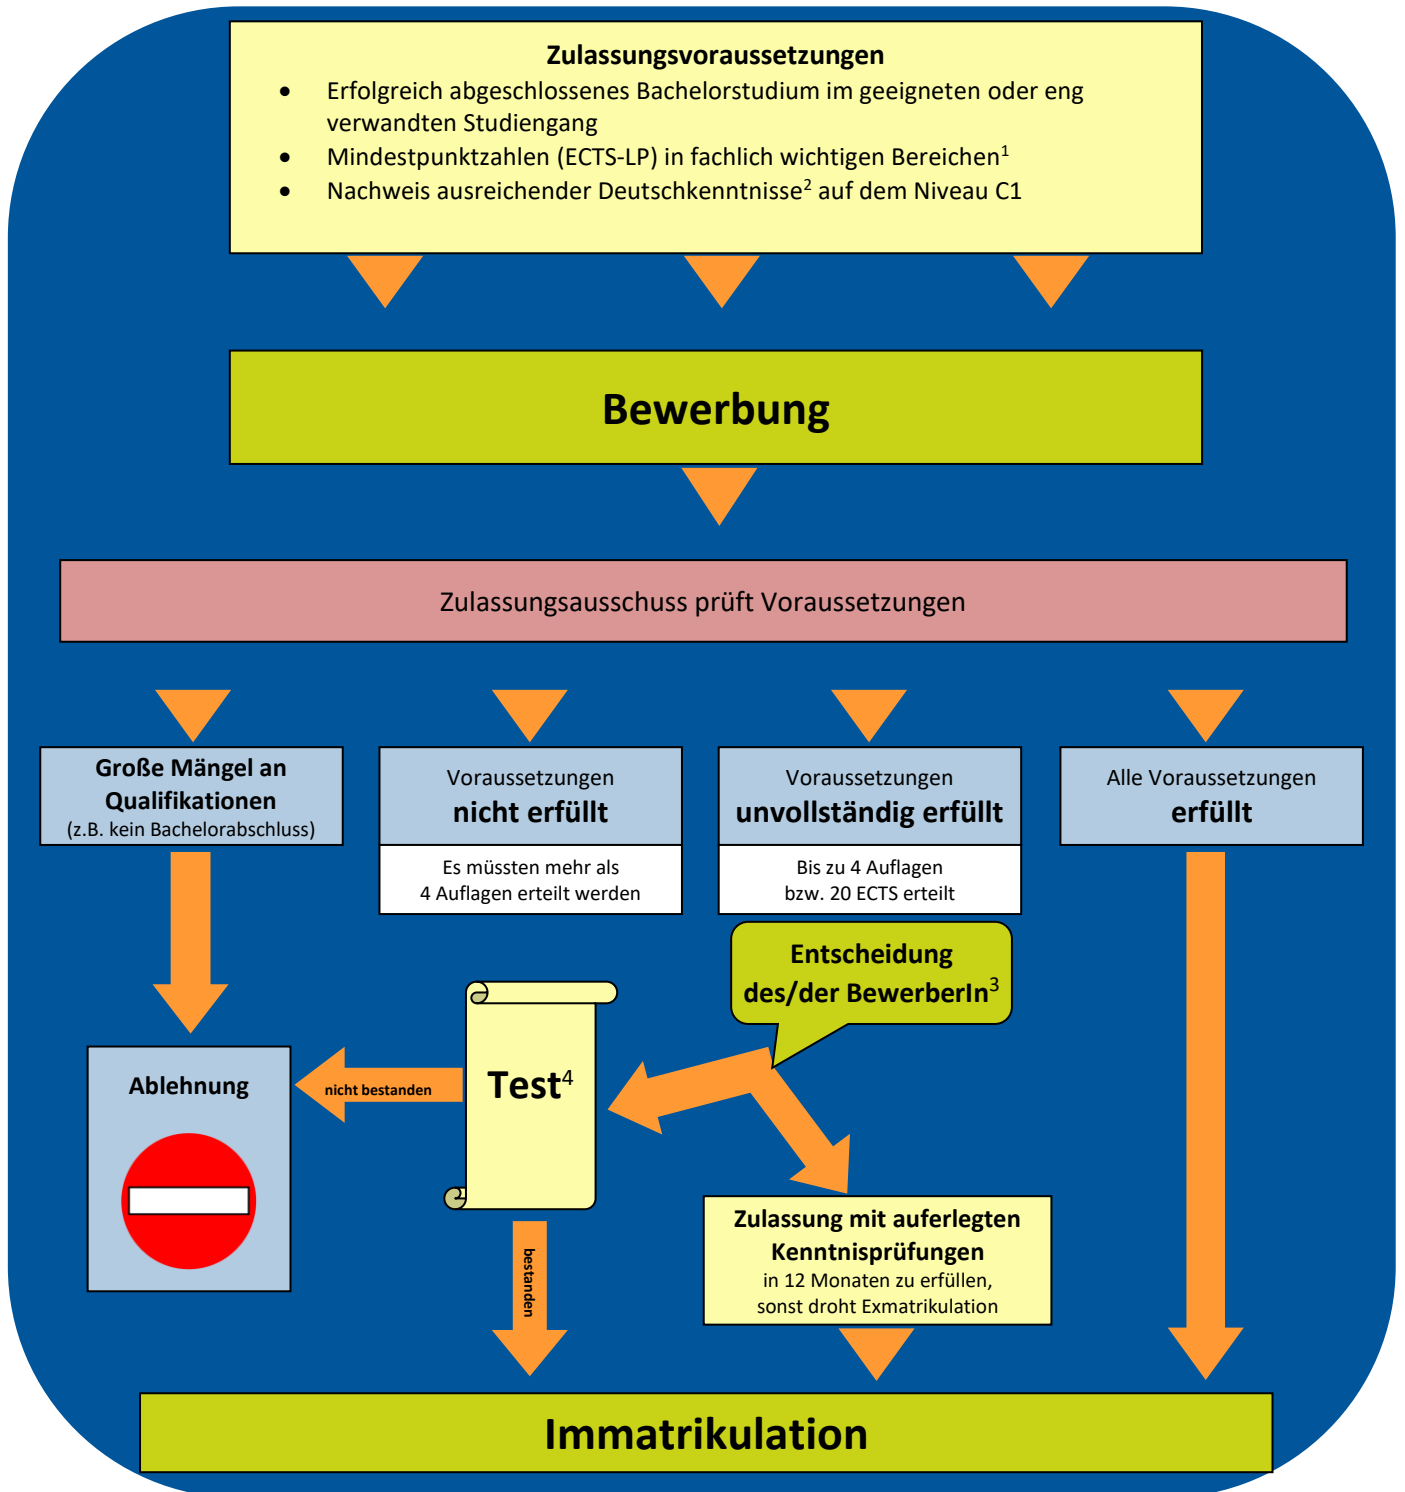 Zulassungsvoraussetzungen
• Erfolgreich abgeschlossenes Bachelorstudium im geeigneten oder eng
verwandten Studiengang
• Mindestpunktzahlen (ECTS-LP) in fachlich wichtigen Bereichen¹
• Nachweis ausreichender Deutschkenntnisse² auf dem Niveau C1
Bewerbung
Zulassungsausschuss prüft Voraussetzungen
Große Mängel an
Qualifikationen
(z.B. kein Bachelorabschluss)
Voraussetzungen
nicht erfüllt
Es müssten mehr als
4 Auflagen erteilt werden
Voraussetzungen
unvollständig erfüllt
Bis zu 4 Auflagen
bzw. 20 ECTS erteilt
Alle Voraussetzungen
erfüllt
Entscheidung
des/der BewerberIn³
Ablehnung
nicht bestanden
Test⁴
bestanden
Zulassung mit auferlegten
Kenntnisprüfungen
in 12 Monaten zu erfüllen,
sonst droht Exmatrikulation
Immatrikulation